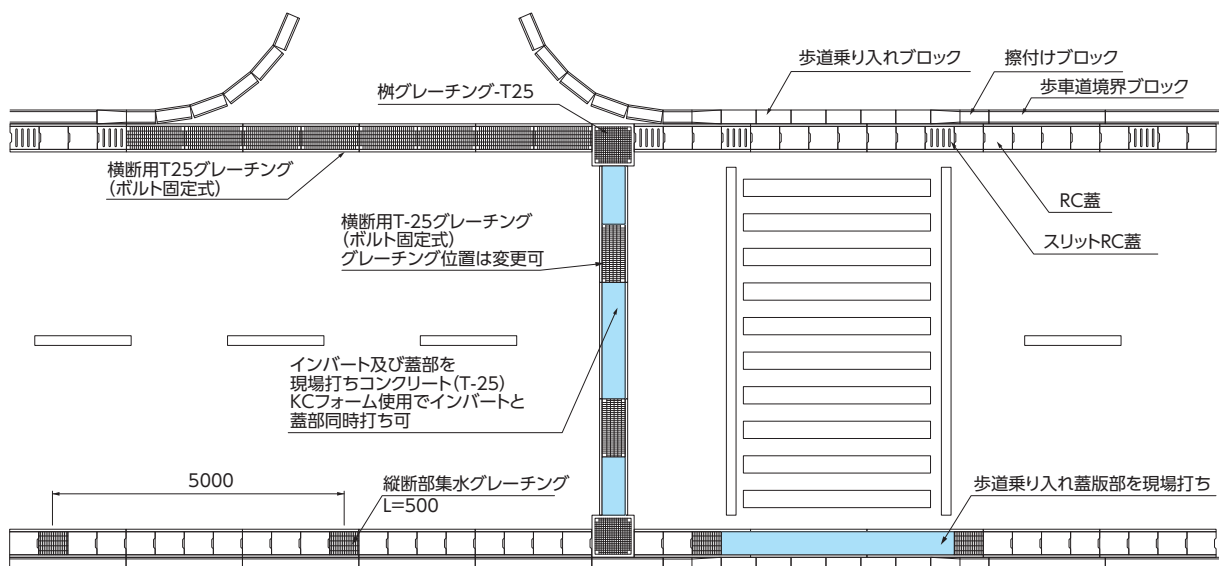 歩道乗り入れブロック
擦付けブロック
歩車道境界ブロック
桝グレーチング-T25
横断用T25グレーチング
(ボルト固定式)
横断用T-25グレーチング
(ボルト固定式)
グレーチング位置は変更可
RC蓋
スリットRC蓋
インバート及び蓋部を
現場打ちコンクリート(T-25)
KCフォーム使用でインバートと
蓋部同時打ち可
5000
縦断部集水グレーチング
L=500
歩道乗り入れ蓋版部を現場打ち